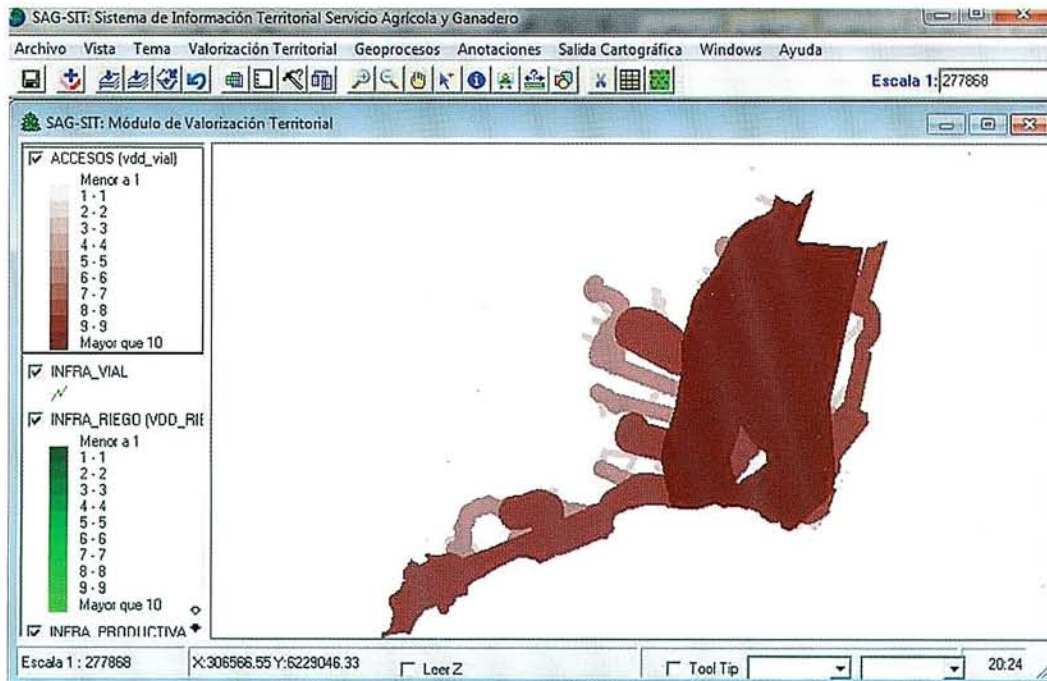 SAG-SIT: Sistema de Información Territorial Servicio Agrícola y Ganadero
Archivo Vista Tema Valorización Territorial Geoprocesos Anotaciones Salida Cartográfica Windows Ayuda
Escala 1: 277868
SAG-SIT: Módulo de Valorización Territorial
ACCESOS (vdd_vial)
Menor a 1
1 - 1
2 - 2
3 - 3
4 - 4
5 - 5
6 - 6
7 - 7
8 - 8
9 - 9
Mayor que 10
INFRA_VIAL
INFRA_RIEGO (VDD_RIE
Menor a 1
1 - 1
2 - 2
3 - 3
4 - 4
5 - 5
6 - 6
7 - 7
8 - 8
9 - 9
Mayor que 10
INFRA_PRODUCTIVA
Escala 1 : 277868 X:306566.55 Y:6229046.33 Leer Z Tool Tip 20:24